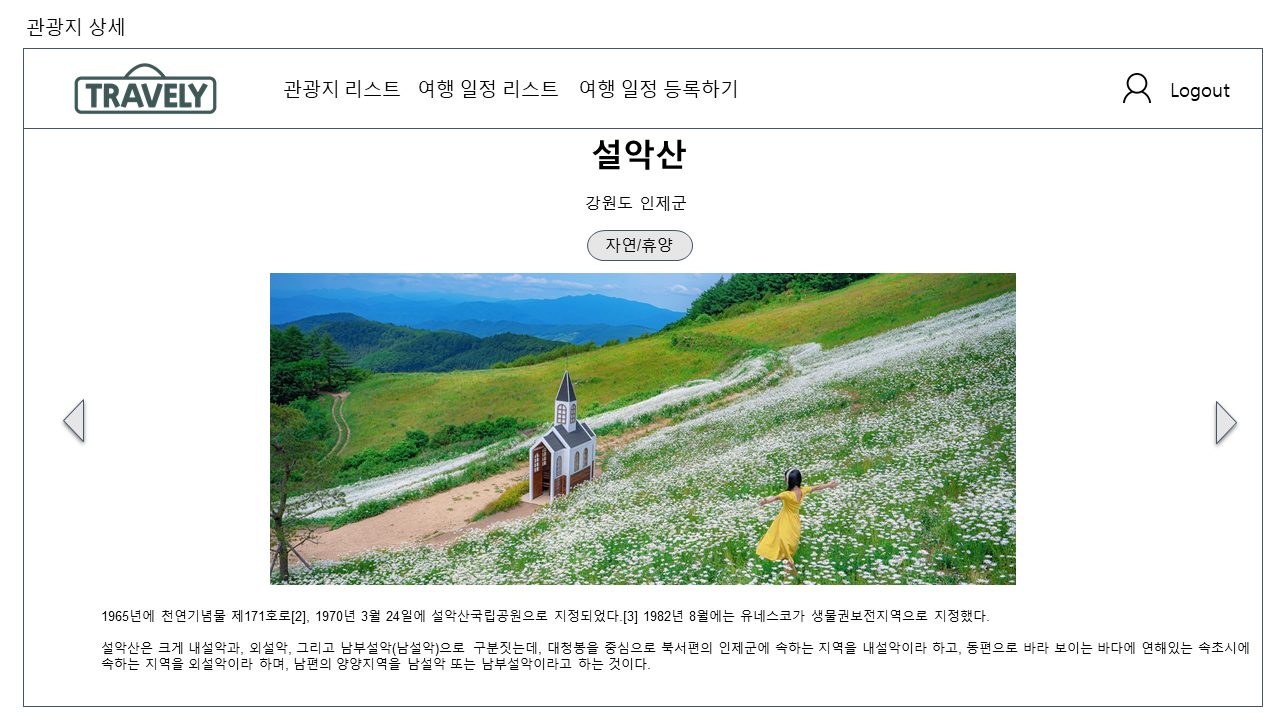 관광지 상세
TRAVELY
관광지 리스트 여행 일정 리스트 여행 일정 등록하기
Logout
설악산
강원도 인제군
자연/휴양
1965년에 천연기념물 제171호로[2], 1970년 3월 24일에 설악산국립공원으로 지정되었다.[3] 1982년 8월에는 유네스코가 생물권보전지역으로 지정했다.
설악산은 크게 내설악과, 외설악, 그리고 남부설악(남설악)으로 구분짓는데, 대청봉을 중심으로 북서편의 인제군에 속하는 지역을 내설악이라 하고, 동편으로 바라 보이는 바다에 연해있는 속초시에
속하는 지역을 외설악이라 하며, 남편의 양양지역을 남설악 또는 남부설악이라고 하는 것이다.